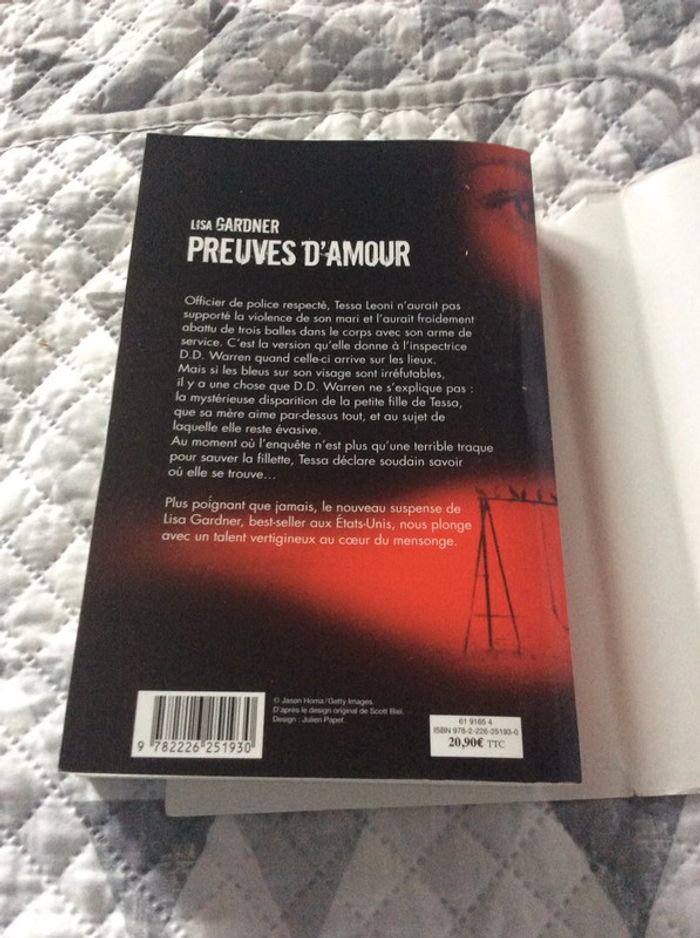 LISA GARDNER
PREUVES D'AMOUR
Officier de police respecté, Tessa Leoni n'aurait pas
supporté la violence de son mari et l'aurait froidement
abattu de trois balles dans le corps avec son arme de
service. C'est la version qu'elle donne à l'inspectrice
D.D. Warren quand celle-ci arrive sur les lieux.
Mais si les bleus sur son visage sont irréfutables,
il y a une chose que D.D. Warren ne s'explique pas :
la mystérieuse disparition de la petite fille de Tessa,
que sa mère aime par-dessus tout, et au sujet de
laquelle elle reste évasive.
Au moment où l'enquête n'est plus qu'une terrible traque
pour sauver la fillette, Tessa déclare soudain savoir
où elle se trouve...
Plus poignant que jamais, le nouveau suspense de
Lisa Gardner, best-seller aux États-Unis, nous plonge
avec un talent vertigineux au cœur du mensonge.
© Jason Homa / Getty Images.
D'après le design original de Scott Biel.
Design : Julien Papef.
9 782226 251930
61 9165 4
ISBN 978-2-226-25193-0
20,90€ TTC